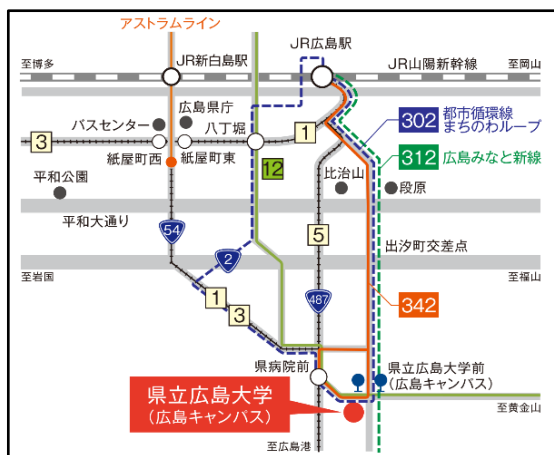 アストラムライン
JR広島駅
至博多
JR新白島駅
JR山陽新幹線
至岡山
広島県庁
バスセンター
八丁堀
1
302 都市循環線
まちのわループ
3
紙屋町西
紙屋町東
12
312 広島みなと新線
平和公園
比治山
段原
平和大通り
54
5
出汐町交差点
2
至岩国
至福山
1
487
342
3
県病院前
県立広島大学前
(広島キャンパス)
県立広島大学
(広島キャンパス)
至黄金山
至広島港